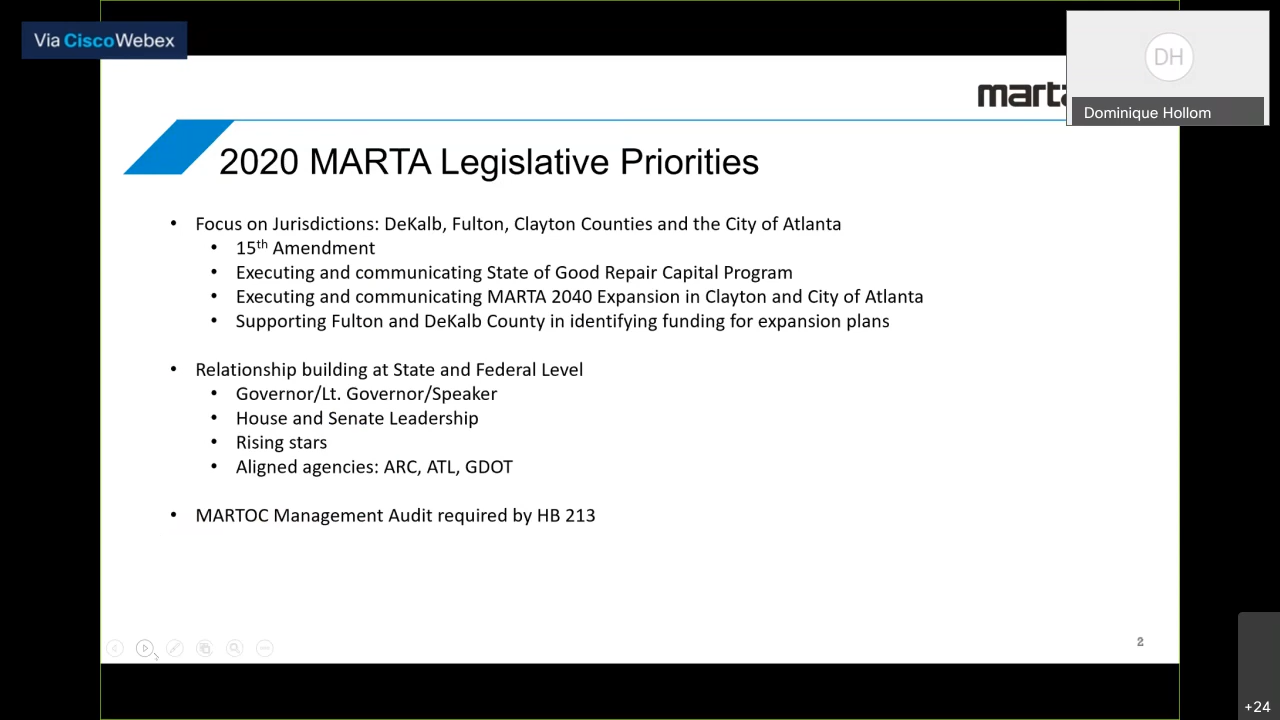 Via CiscoWebex
DH
Dominique Hollom
marta
2020 MARTA Legislative Priorities
• Focus on Jurisdictions: DeKalb, Fulton, Clayton Counties and the City of Atlanta
• 15th Amendment
• Executing and communicating State of Good Repair Capital Program
• Executing and communicating MARTA 2040 Expansion in Clayton and City of Atlanta
• Supporting Fulton and DeKalb County in identifying funding for expansion plans
• Relationship building at State and Federal Level
• Governor/Lt. Governor/Speaker
• House and Senate Leadership
• Rising stars
• Aligned agencies: ARC, ATL, GDOT
• MARTOC Management Audit required by HB 213
2
+24